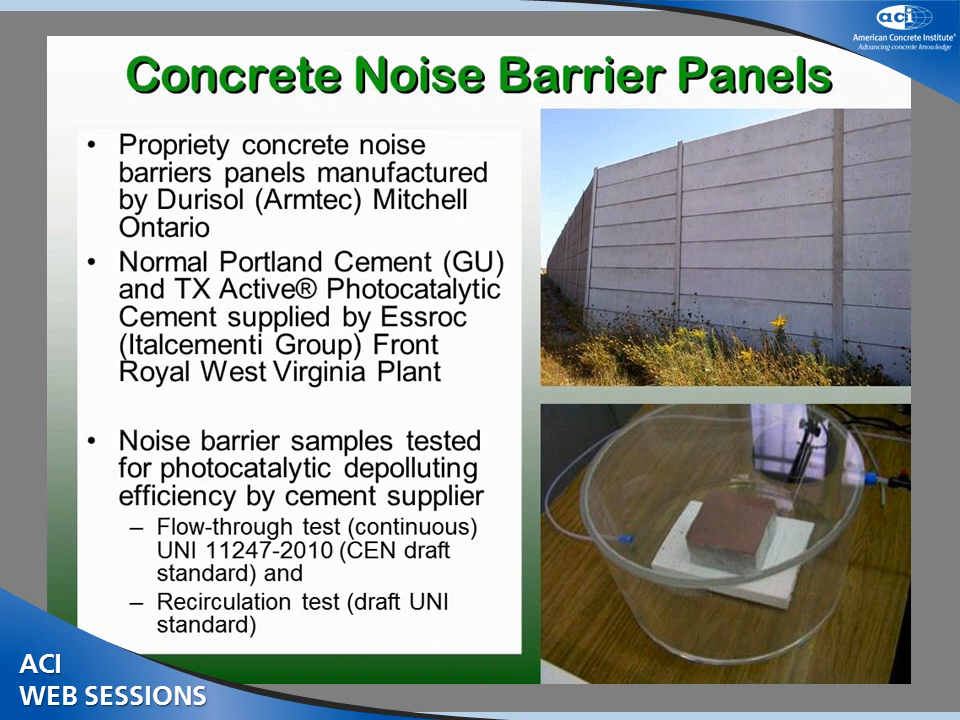 aci
American Concrete Institute®
Advancing concrete knowledge
Concrete Noise Barrier Panels
• Propriety concrete noise
barriers panels manufactured
by Durisol (Armtec) Mitchell
Ontario
• Normal Portland Cement (GU)
and TX Active® Photocatalytic
Cement supplied by Essroc
(Italcementi Group) Front
Royal West Virginia Plant
• Noise barrier samples tested
for photocatalytic depolluting
efficiency by cement supplier
– Flow-through test (continuous)
UNI 11247-2010 (CEN draft
standard) and
– Recirculation test (draft UNI
standard)
ACI
WEB SESSIONS